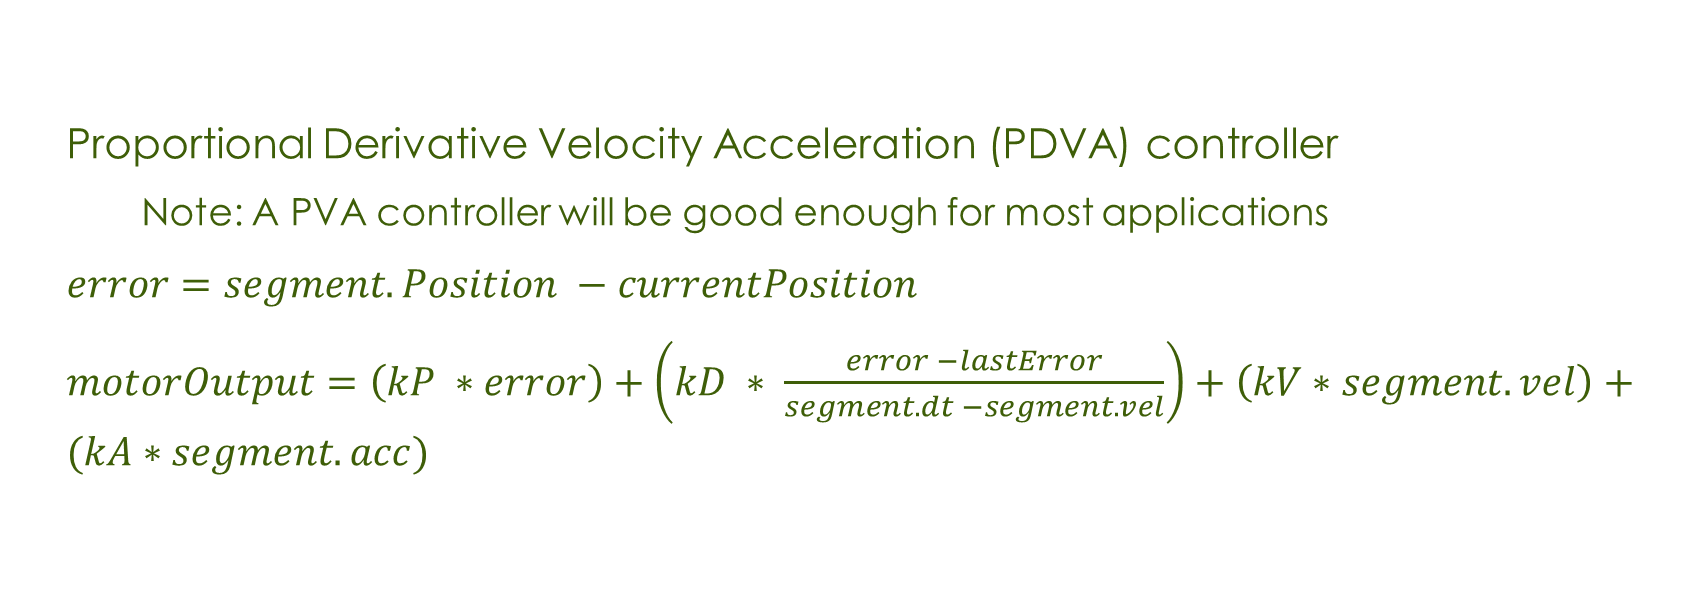 Proportional Derivative Velocity Acceleration (PDVA) controller
Note: A PVA controller will be good enough for most applications
error = segment.Position − currentPosition
motorOutput = (kP ∗ error) + (kD ∗ \frac{error −lastError}{segment.dt −segment.vel}) + (kV ∗ segment.vel) +
(kA ∗ segment.acc)